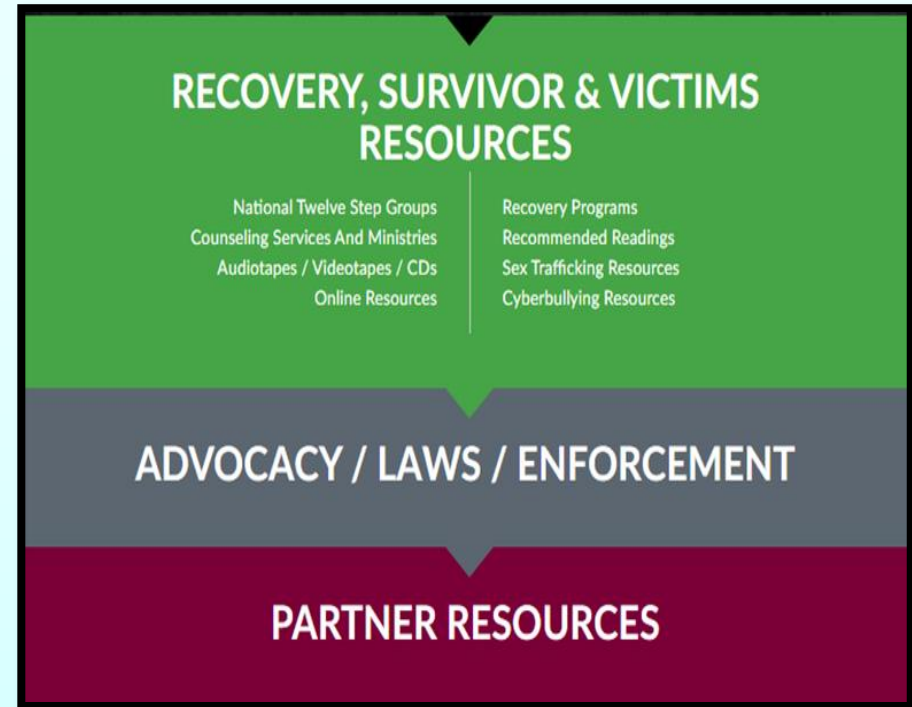 RECOVERY, SURVIVOR & VICTIMS
RESOURCES
National Twelve Step Groups
Counseling Services And Ministries
Audiotapes / Videotapes / CDs
Online Resources
Recovery Programs
Recommended Readings
Sex Trafficking Resources
Cyberbullying Resources
ADVOCACY / LAWS / ENFORCEMENT
PARTNER RESOURCES